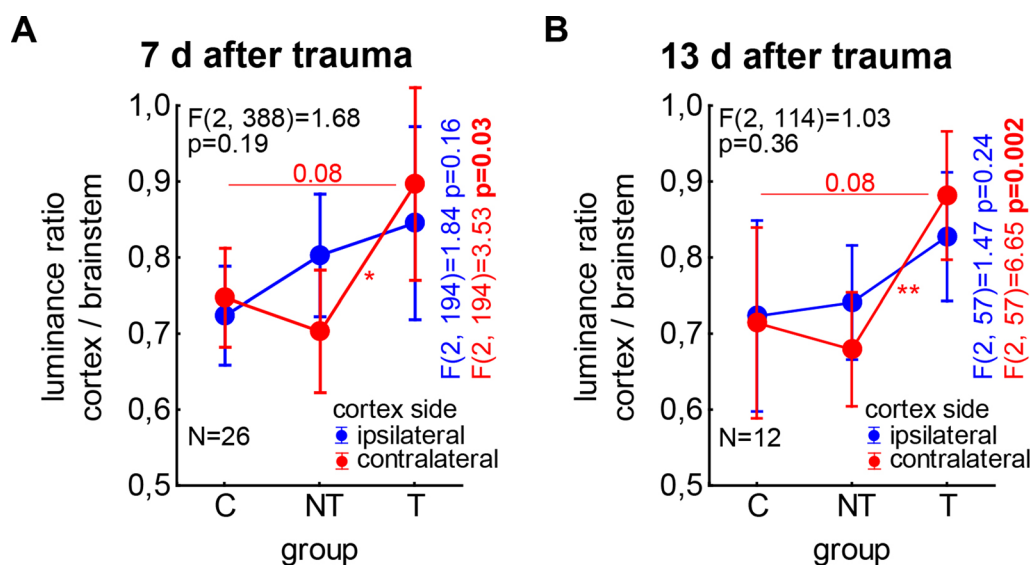 A
7 d after trauma
luminance ratio
cortex / brainstem
1,0
0,9
0,8
0,7
0,6
0,5
F(2, 388)=1.68
p=0.19
0.08
*
N=26
cortex side
ipsilateral
contralateral
C NT T
group
F(2, 194)=1.84 p=0.16
F(2, 194)=3.53 p=0.03
B
13 d after trauma
luminance ratio
cortex / brainstem
1,0
0,9
0,8
0,7
0,6
0,5
F(2, 114)=1.03
p=0.36
0.08
**
N=12
cortex side
ipsilateral
contralateral
C NT T
group
F(2, 57)=1.47 p=0.24
F(2, 57)=6.65 p=0.002